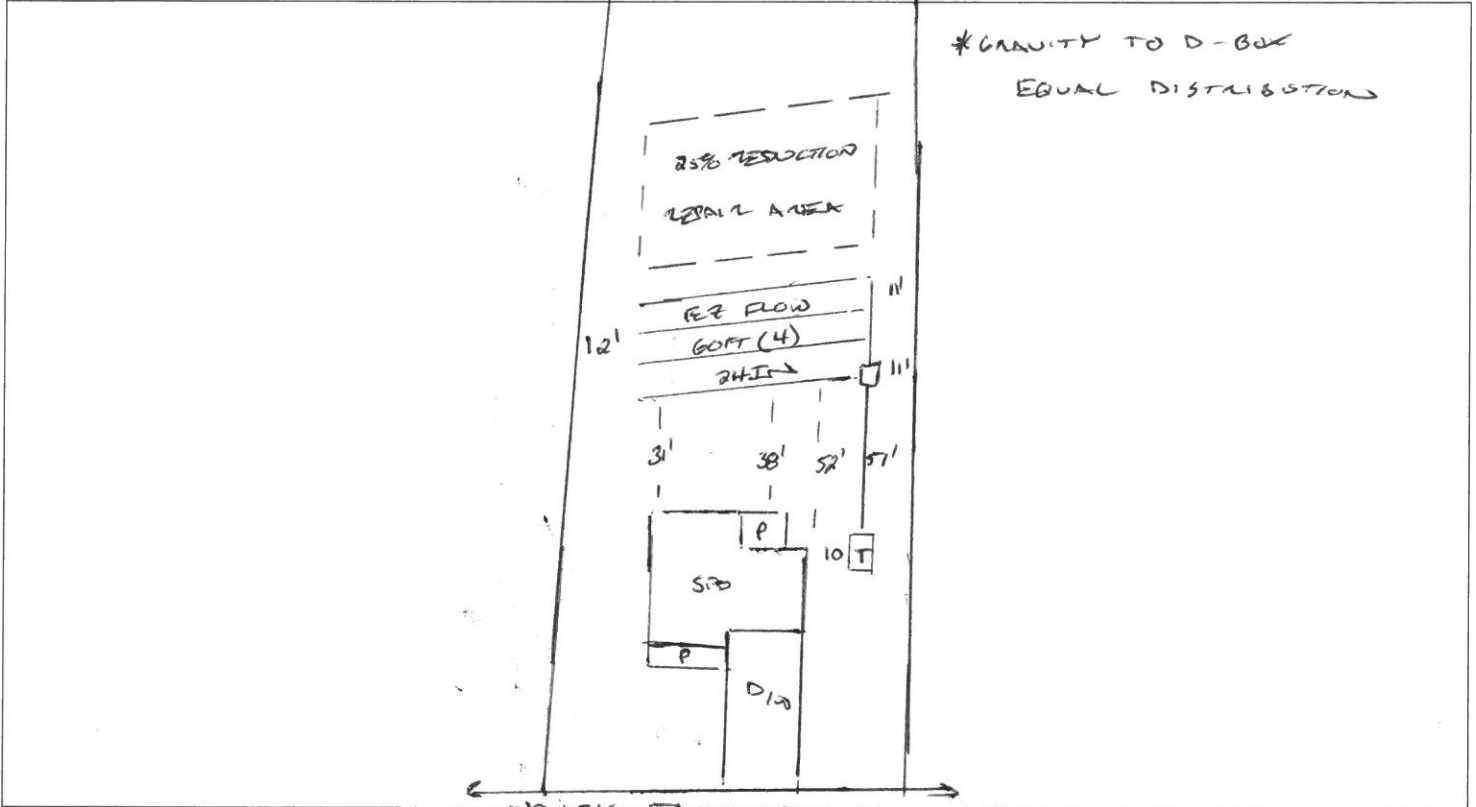 * GRAVITY TO D-BOX
EQUAL DISTRIBUTION
25% REDUCTION
REPAIR AREA
11'
EZ FLOW
12'
60FT (4)
24IN
11'
31'
38'
52'
57'
P
10
T
SFD
P